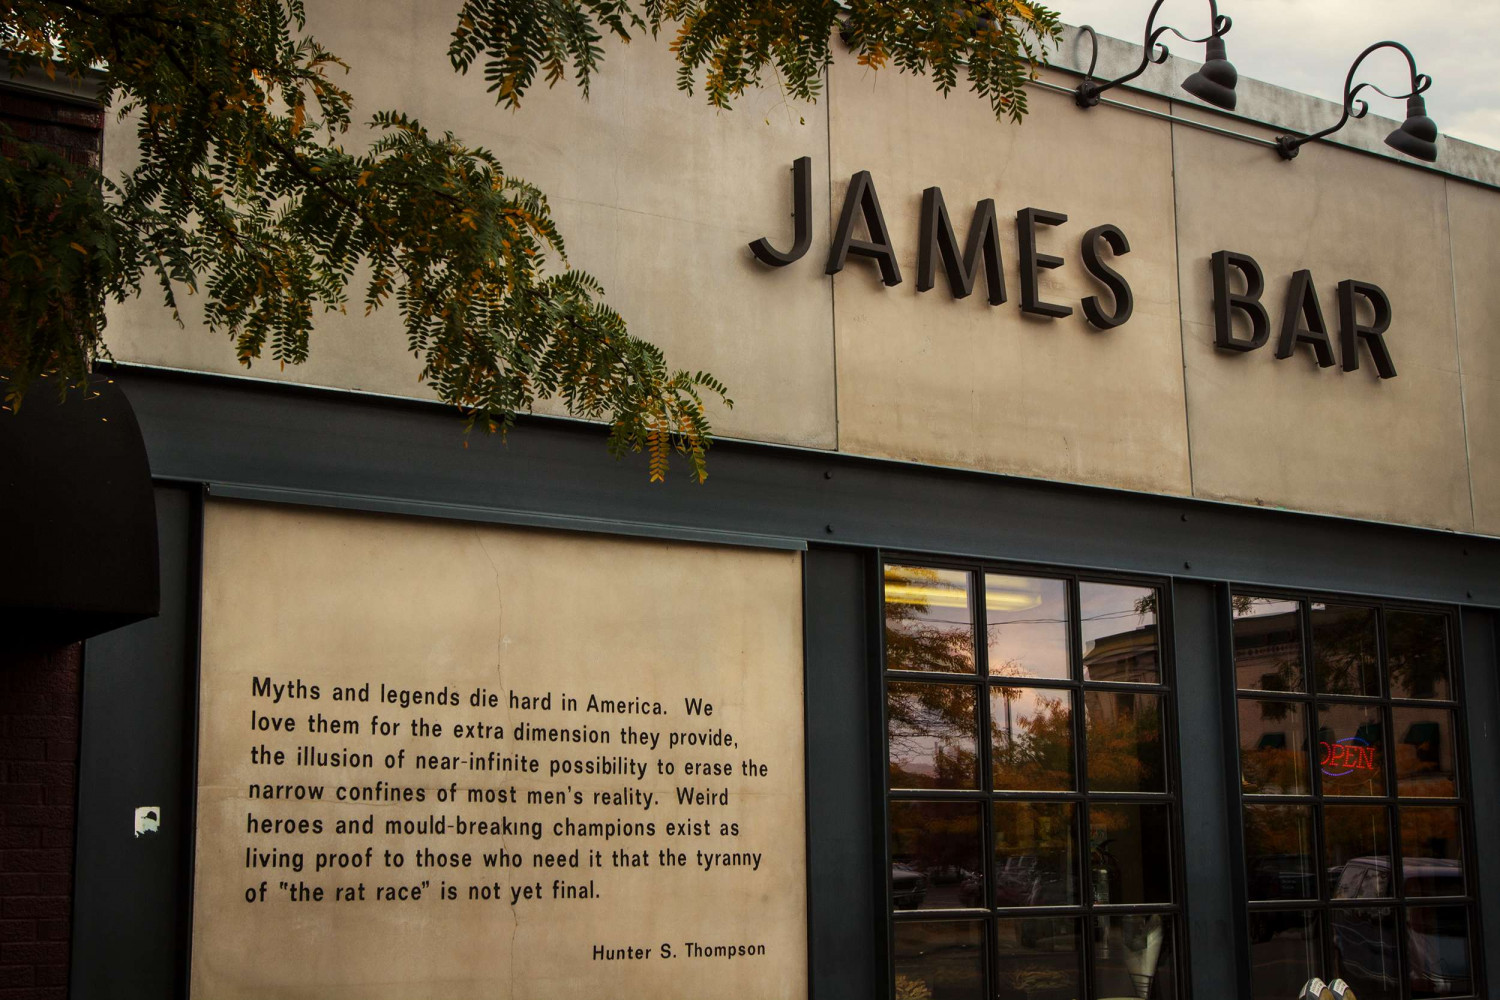 JAMES BAR
Myths and legends die hard in America. We
love them for the extra dimension they provide,
the illusion of near-infinite possibility to erase the
narrow confines of most men's reality. Weird
heroes and mould-breaking champions exist as
living proof to those who need it that the tyranny
of "the rat race" is not yet final.
Hunter S. Thompson
OPEN